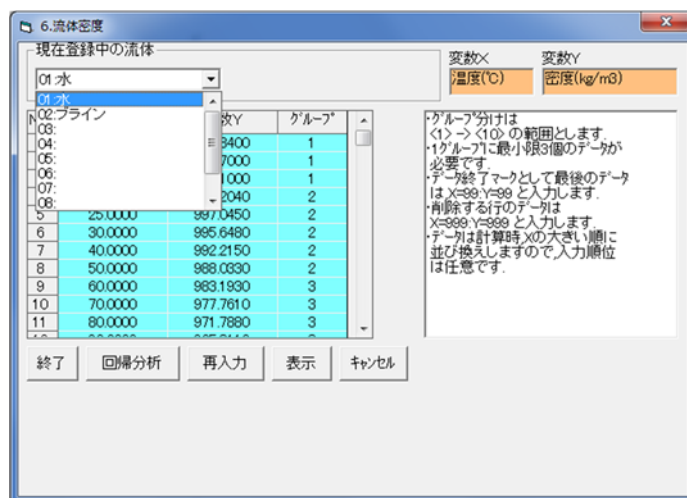 6.流体密度
現在登録中の流体
01:水
01:水
02:ブライン
03:
04:
05:
06:
07:
08:
変数X
変数Y
温度(℃)
密度(kg/m3)
N 数Y グループ
8400 1
7000 1
1000 1
2040 2
5 25.0000 997.0450 2
6 30.0000 995.6480 2
7 40.0000 992.2150 2
8 50.0000 988.0330 2
9 60.0000 983.1930 3
10 70.0000 977.7610 3
11 80.0000 971.7880 3
・グループ分けは
<1> -> <10> の範囲とします.
・1グループに最小限3個のデータが
必要です.
・データ終了マークとして最後のデータ
は X=99:Y=99 と入力します.
・削除する行のデータは
X=999:Y=999 と入力します.
・データは計算時,Xの大きい順に
並び換えしますので,入力順位
は任意です.
終了 回帰分析 再入力 表示 キャンセル